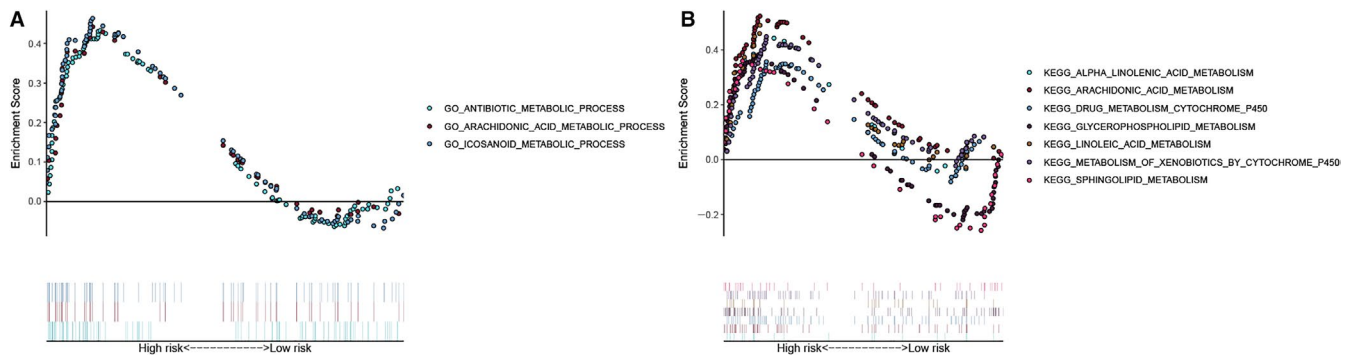 A
Enrichment Score
0.4
0.3
0.2
0.1
0.0
GO_ANTIBIOTIC_METABOLIC_PROCESS
GO_ARACHIDONIC_ACID_METABOLIC_PROCESS
GO_ICOSANOID_METABOLIC_PROCESS
High risk<----------->Low risk
B
Enrichment Score
0.4
0.2
0.0
−0.2
KEGG_ALPHA_LINOLENIC_ACID_METABOLISM
KEGG_ARACHIDONIC_ACID_METABOLISM
KEGG_DRUG_METABOLISM_CYTOCHROME_P450
KEGG_GLYCEROPHOSPHOLIPID_METABOLISM
KEGG_LINOLEIC_ACID_METABOLISM
KEGG_METABOLISM_OF_XENOBIOTICS_BY_CYTOCHROME_P450
KEGG_SPHINGOLIPID_METABOLISM
High risk<----------->Low risk